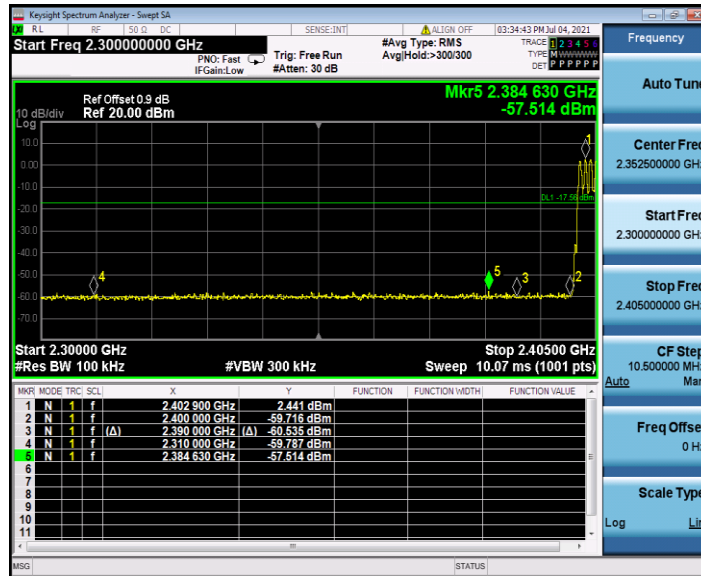 Keysight Spectrum Analyzer - Swept SA
RL RF 50 Ω DC SENSE:INT ALIGN OFF 03:34:43 PM Jul 04, 2021
Start Freq 2.300000000 GHz
PNO: Fast
IFGain:Low
Trig: Free Run
#Atten: 30 dB
#Avg Type: RMS
Avg|Hold:>300/300
TRACE 1 2 3 4 5 6
TYPE M W W W W W
DET P P P P P P
Mkr5 2.384 630 GHz
-57.514 dBm
Ref Offset 0.9 dB
10 dB/div Ref 20.00 dBm
Log
10.0
0.00
-10.0
-20.0
-30.0
-40.0
-50.0
-60.0
-70.0
1
DL1 -17.56 dBm
4
5
3
2
Start 2.30000 GHz Stop 2.40500 GHz
#Res BW 100 kHz #VBW 300 kHz Sweep 10.07 ms (1001 pts)
MKR MODE TRC SCL X Y FUNCTION FUNCTION WIDTH FUNCTION VALUE
1 N 1 f 2.402 900 GHz 2.441 dBm
2 N 1 f 2.400 000 GHz -59.716 dBm
3 N 1 f (Δ) 2.390 000 GHz (Δ) -60.535 dBm
4 N 1 f 2.310 000 GHz -59.787 dBm
5 N 1 f 2.384 630 GHz -57.514 dBm
6
7
8
9
10
11
MSG STATUS
Frequency
Auto Tune
Center Freq
2.352500000 GHz
Start Freq
2.300000000 GHz
Stop Freq
2.405000000 GHz
CF Step
10.500000 MHz
Auto Man
Freq Offset
0 Hz
Scale Type
Log Lin